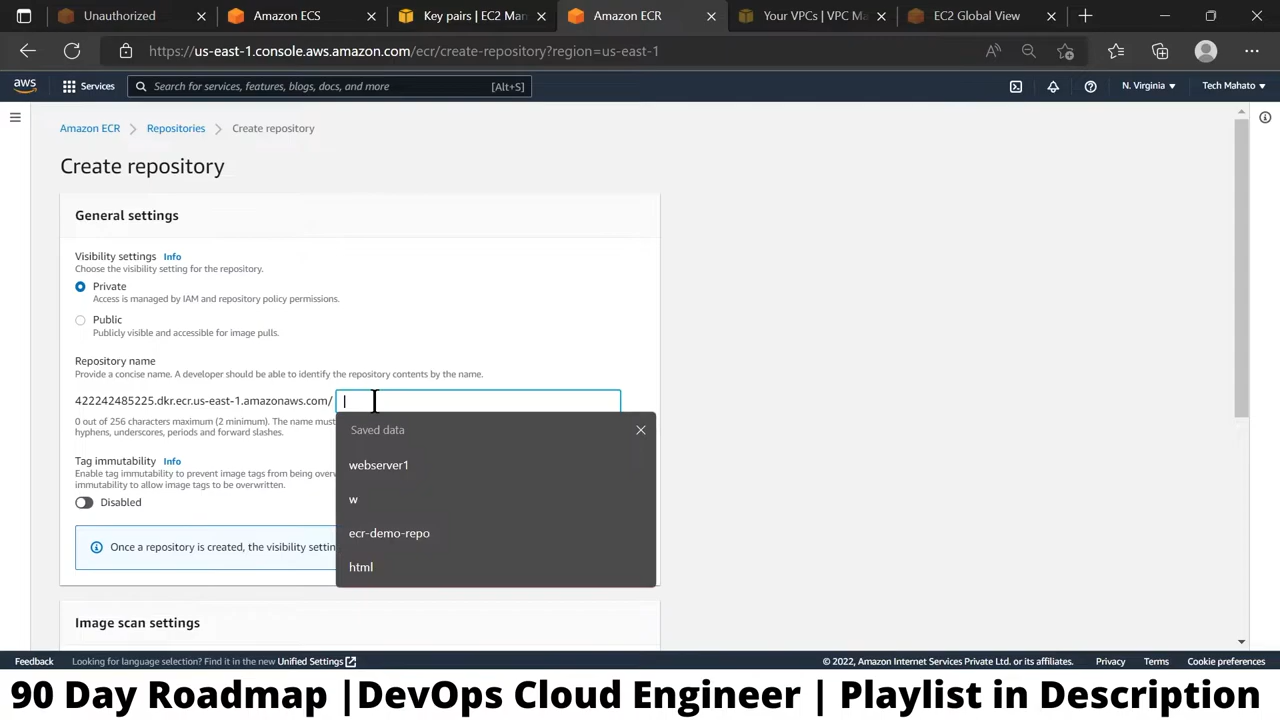 Unauthorized
Amazon ECS
Key pairs | EC2 Man
Amazon ECR
Your VPCs | VPC Ma
EC2 Global View
https://us-east-1.console.aws.amazon.com/ecr/create-repository?region=us-east-1
aws
Services
Search for services, features, blogs, docs, and more
[Alt+S]
N. Virginia
Tech Mahato
Amazon ECR
Repositories
Create repository
Create repository
General settings
Visibility settings Info
Choose the visibility setting for the repository.
Private
Access is managed by IAM and repository policy permissions.
Public
Publicly visible and accessible for image pulls.
Repository name
Provide a concise name. A developer should be able to identify the repository contents by the name.
422242485225.dkr.ecr.us-east-1.amazonaws.com/
0 out of 256 characters maximum (2 minimum). The name must
hyphens, underscores, periods and forward slashes.
Saved data
webserver1
w
ecr-demo-repo
html
Tag immutability Info
Enable tag immutability to prevent image tags from being overw
immutability to allow image tags to be overwritten.
Disabled
Once a repository is created, the visibility settin
Image scan settings
Feedback
Looking for language selection? Find it in the new Unified Settings
© 2022, Amazon Internet Services Private Ltd. or its affiliates.
Privacy
Terms
Cookie preferences
90 Day Roadmap |DevOps Cloud Engineer | Playlist in Description